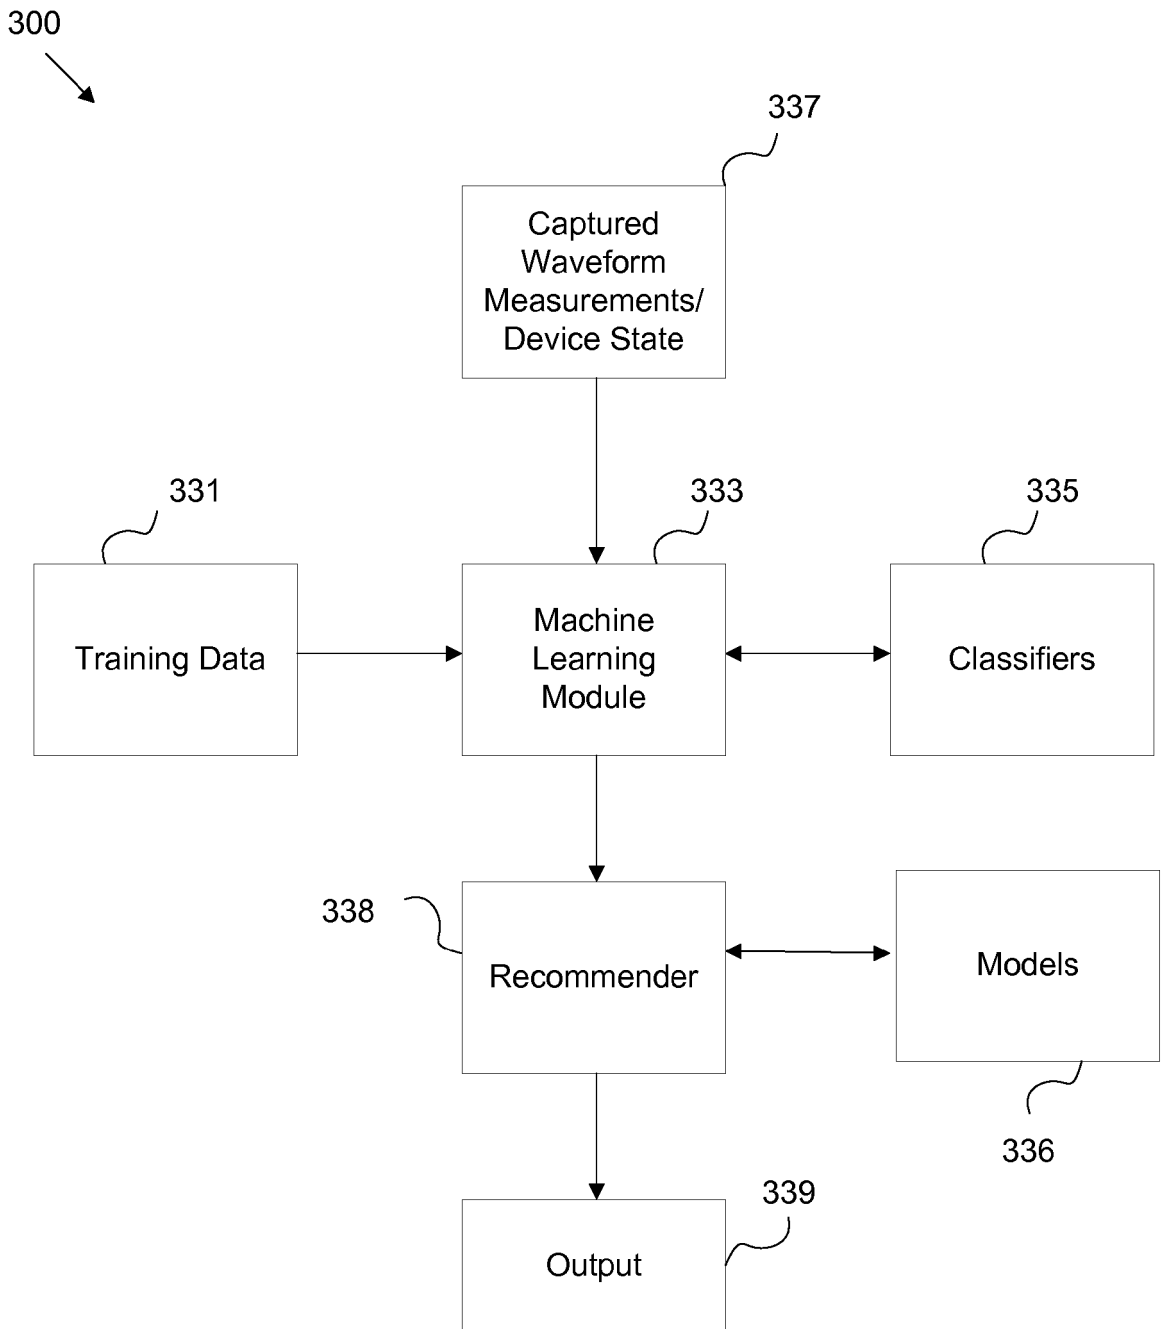 300
337
Captured
Waveform
Measurements/
Device State
331
333
335
Training Data
Machine
Learning
Module
Classifiers
338
Recommender
Models
336
339
Output